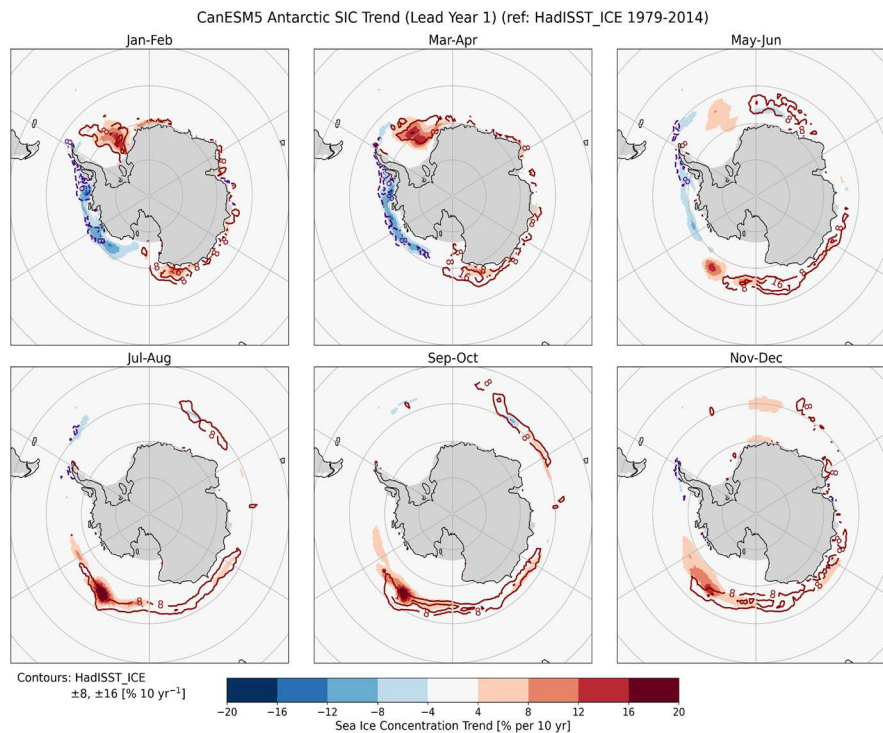 CanESM5 Antarctic SIC Trend (Lead Year 1) (ref: HadISST_ICE 1979-2014)
Jan-Feb
Mar-Apr
May-Jun
Jul-Aug
Sep-Oct
Nov-Dec
Contours: HadISST_ICE
±8, ±16 [% 10 yr⁻¹]
−20 −16 −12 −8 −4 4 8 12 16 20
Sea Ice Concentration Trend [% per 10 yr]